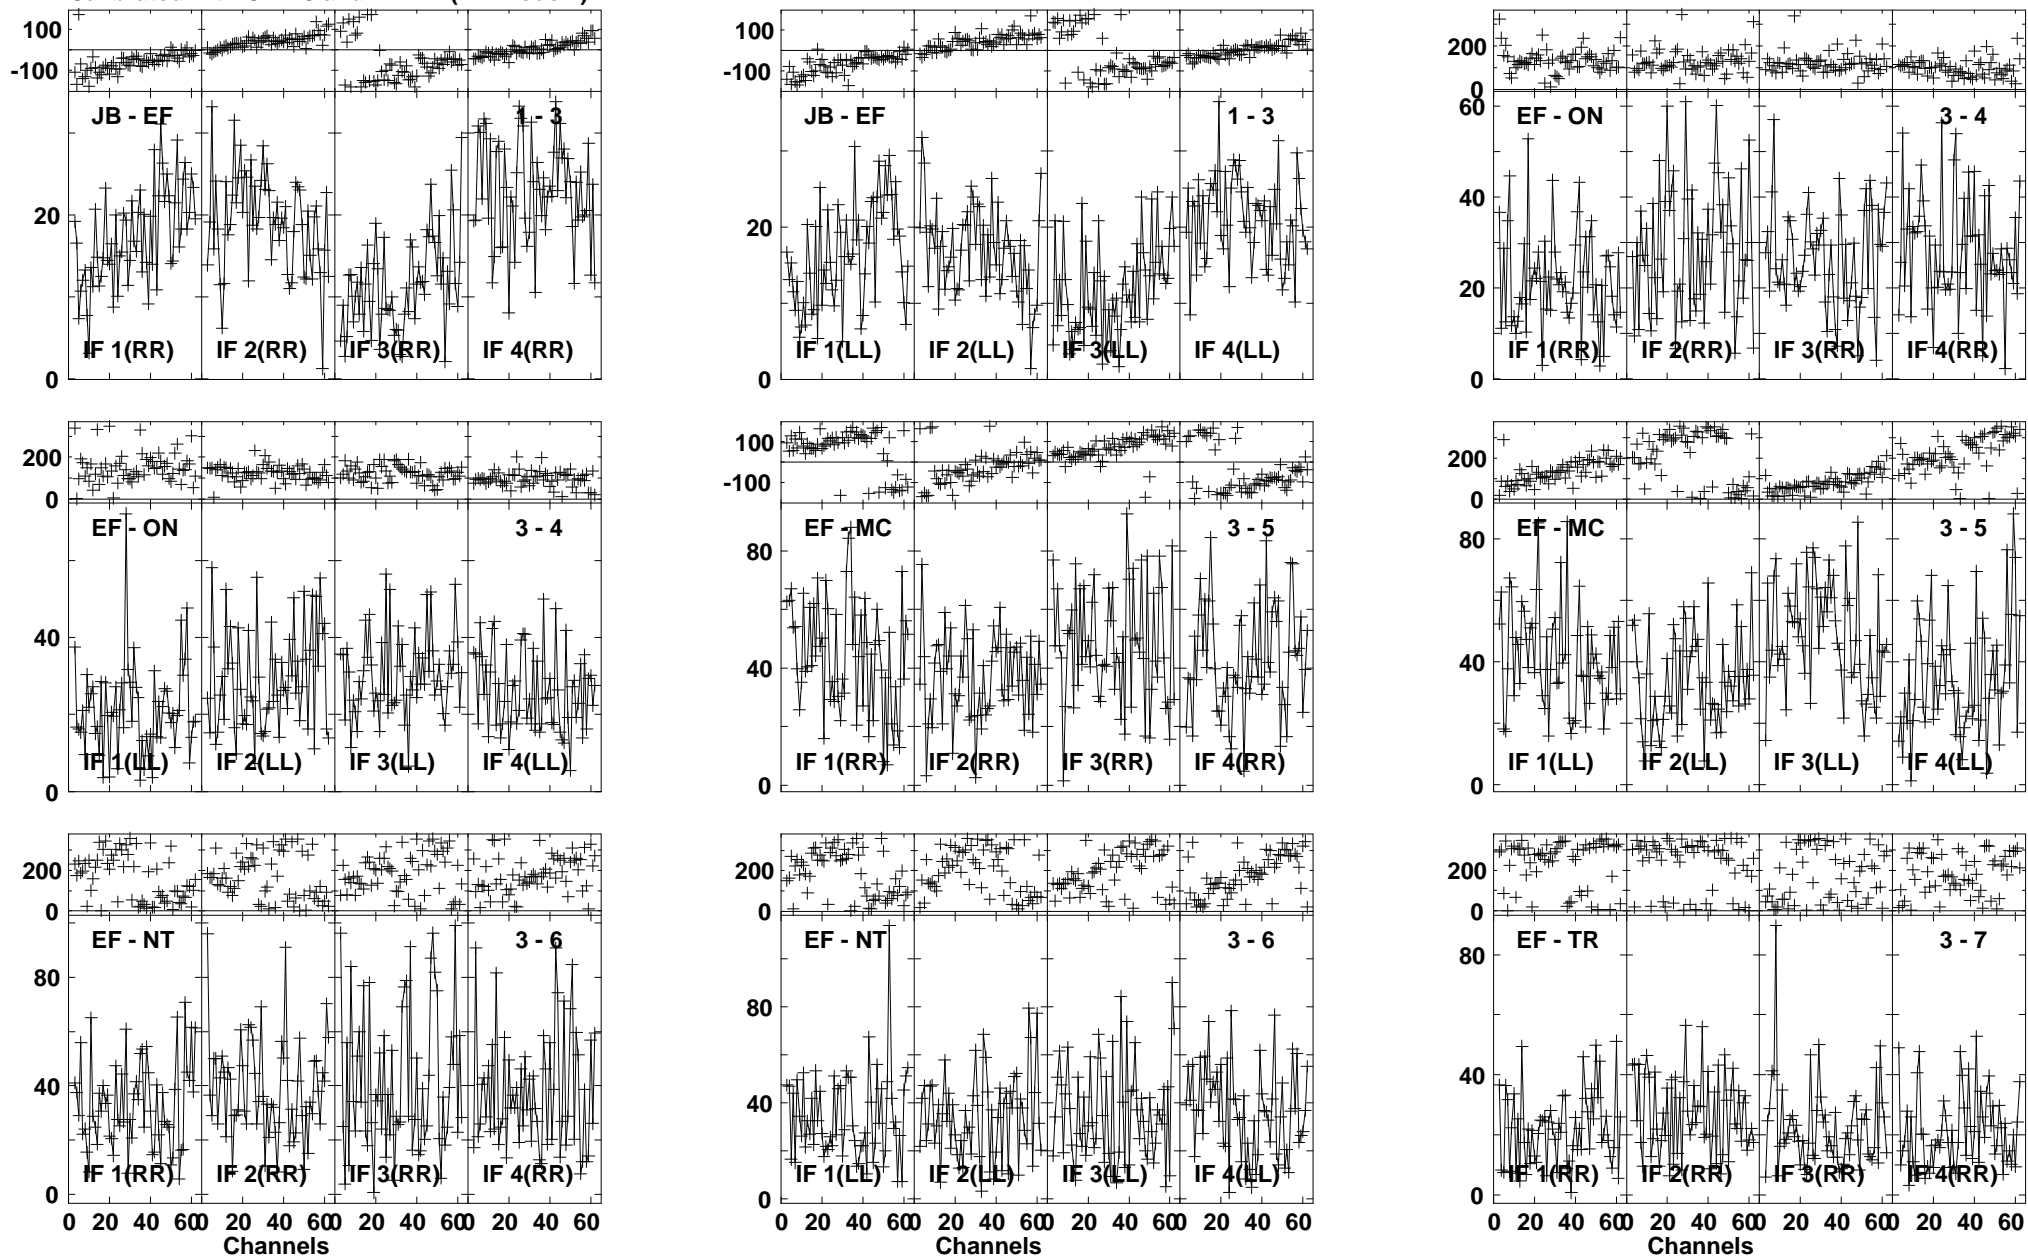 100
-100
JB - EF
1 - 3
20
0
IF 1(RR)
IF 2(RR)
IF 3(RR)
IF 4(RR)
100
-100
JB - EF
1 - 3
20
0
IF 1(LL)
IF 2(LL)
IF 3(LL)
IF 4(LL)
200
0
EF - ON
3 - 4
60
40
20
0
IF 1(RR)
IF 2(RR)
IF 3(RR)
IF 4(RR)
200
0
EF - ON
3 - 4
40
0
IF 1(LL)
IF 2(LL)
IF 3(LL)
IF 4(LL)
100
-100
EF - MC
3 - 5
80
40
0
IF 1(RR)
IF 2(RR)
IF 3(RR)
IF 4(RR)
200
0
EF - MC
3 - 5
80
40
0
IF 1(LL)
IF 2(LL)
IF 3(LL)
IF 4(LL)
200
0
EF - NT
3 - 6
80
40
0
IF 1(RR)
IF 2(RR)
IF 3(RR)
IF 4(RR)
0 20 40 60 0 20 40 60 0 20 40 60 0 20 40 60
Channels
200
0
EF - NT
3 - 6
80
40
0
IF 1(LL)
IF 2(LL)
IF 3(LL)
IF 4(LL)
0 20 40 60 0 20 40 60 0 20 40 60 0 20 40 60
Channels
200
0
EF - TR
3 - 7
80
40
0
IF 1(RR)
IF 2(RR)
IF 3(RR)
IF 4(RR)
0 20 40 60 0 20 40 60 0 20 40 60 0 20 40 60
Channels